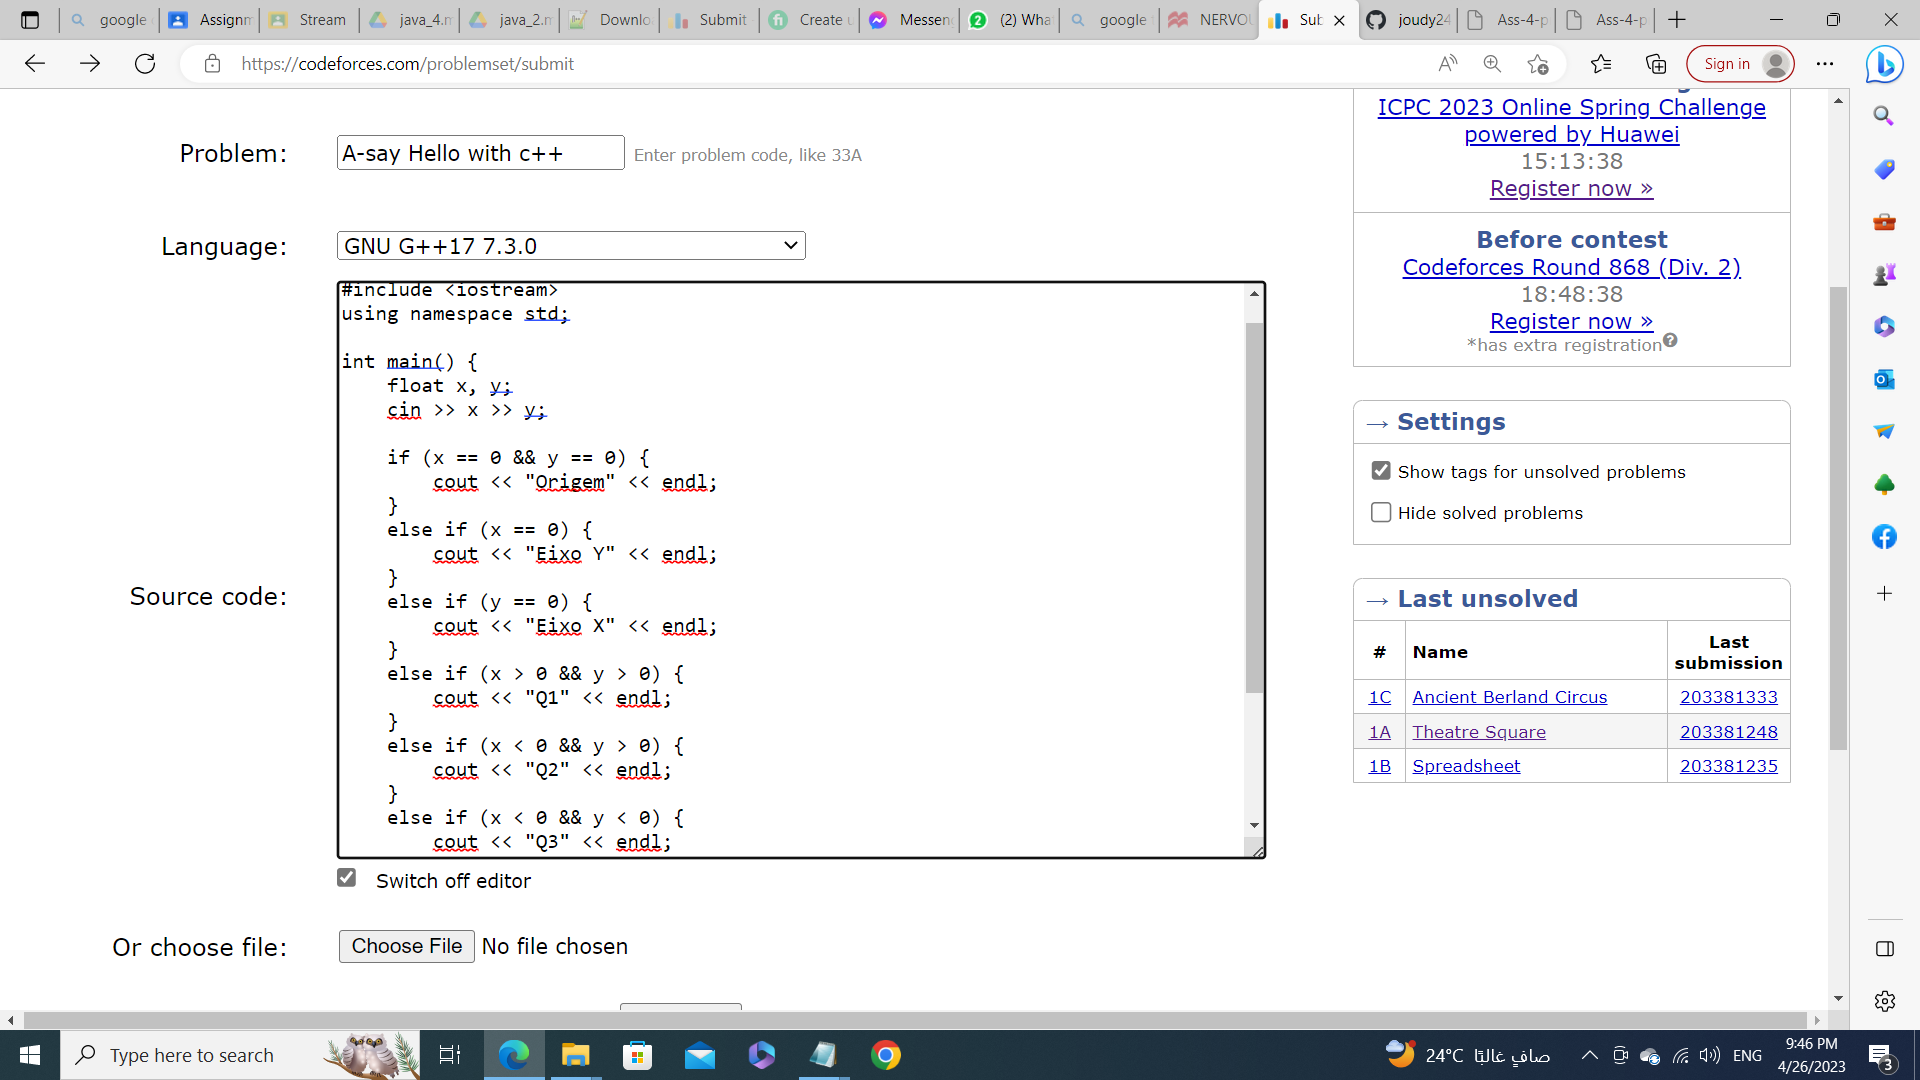 google
Assignm
Stream
java_4.m
java_2.m
Downlo
Submit
Create u
Messen
(2) Wha
google
NERVOU
Sub
joudy24
Ass-4-p
Ass-4-p
https://codeforces.com/problemset/submit
Sign in
Problem:
A-say Hello with c++
Enter problem code, like 33A
Language:
GNU G++17 7.3.0
Source code:
#include <iostream>
using namespace std;
int main() {
float x, y;
cin >> x >> y;
if (x == 0 && y == 0) {
cout << "Origem" << endl;
}
else if (x == 0) {
cout << "Eixo Y" << endl;
}
else if (y == 0) {
cout << "Eixo X" << endl;
}
else if (x > 0 && y > 0) {
cout << "Q1" << endl;
}
else if (x < 0 && y > 0) {
cout << "Q2" << endl;
}
else if (x < 0 && y < 0) {
cout << "Q3" << endl;
Switch off editor
Or choose file:
Choose File No file chosen
ICPC 2023 Online Spring Challenge
powered by Huawei
15:13:38
Register now »
Before contest
Codeforces Round 868 (Div. 2)
18:48:38
Register now »
*has extra registration
→ Settings
Show tags for unsolved problems
Hide solved problems
→ Last unsolved
# Name Last submission
1C Ancient Berland Circus 203381333
1A Theatre Square 203381248
1B Spreadsheet 203381235
Type here to search
24°C صافٍ غالبًا
ENG
9:46 PM
4/26/2023
3